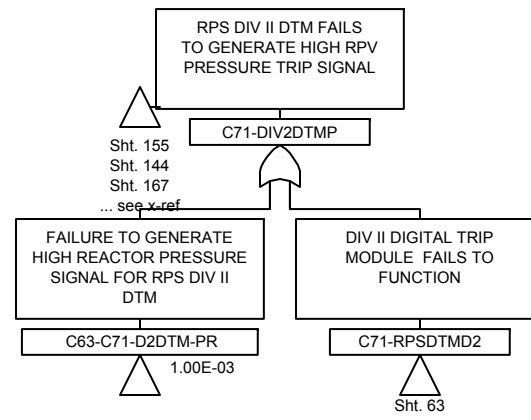 RPS DIV II DTM FAILS
TO GENERATE HIGH RPV
PRESSURE TRIP SIGNAL
C71-DIV2DTMP
Sht. 155
Sht. 144
Sht. 167
... see x-ref
FAILURE TO GENERATE
HIGH REACTOR PRESSURE
SIGNAL FOR RPS DIV II
DTM
C63-C71-D2DTM-PR
1.00E-03
DIV II DIGITAL TRIP
MODULE FAILS TO
FUNCTION
C71-RPSDTMD2
Sht. 63